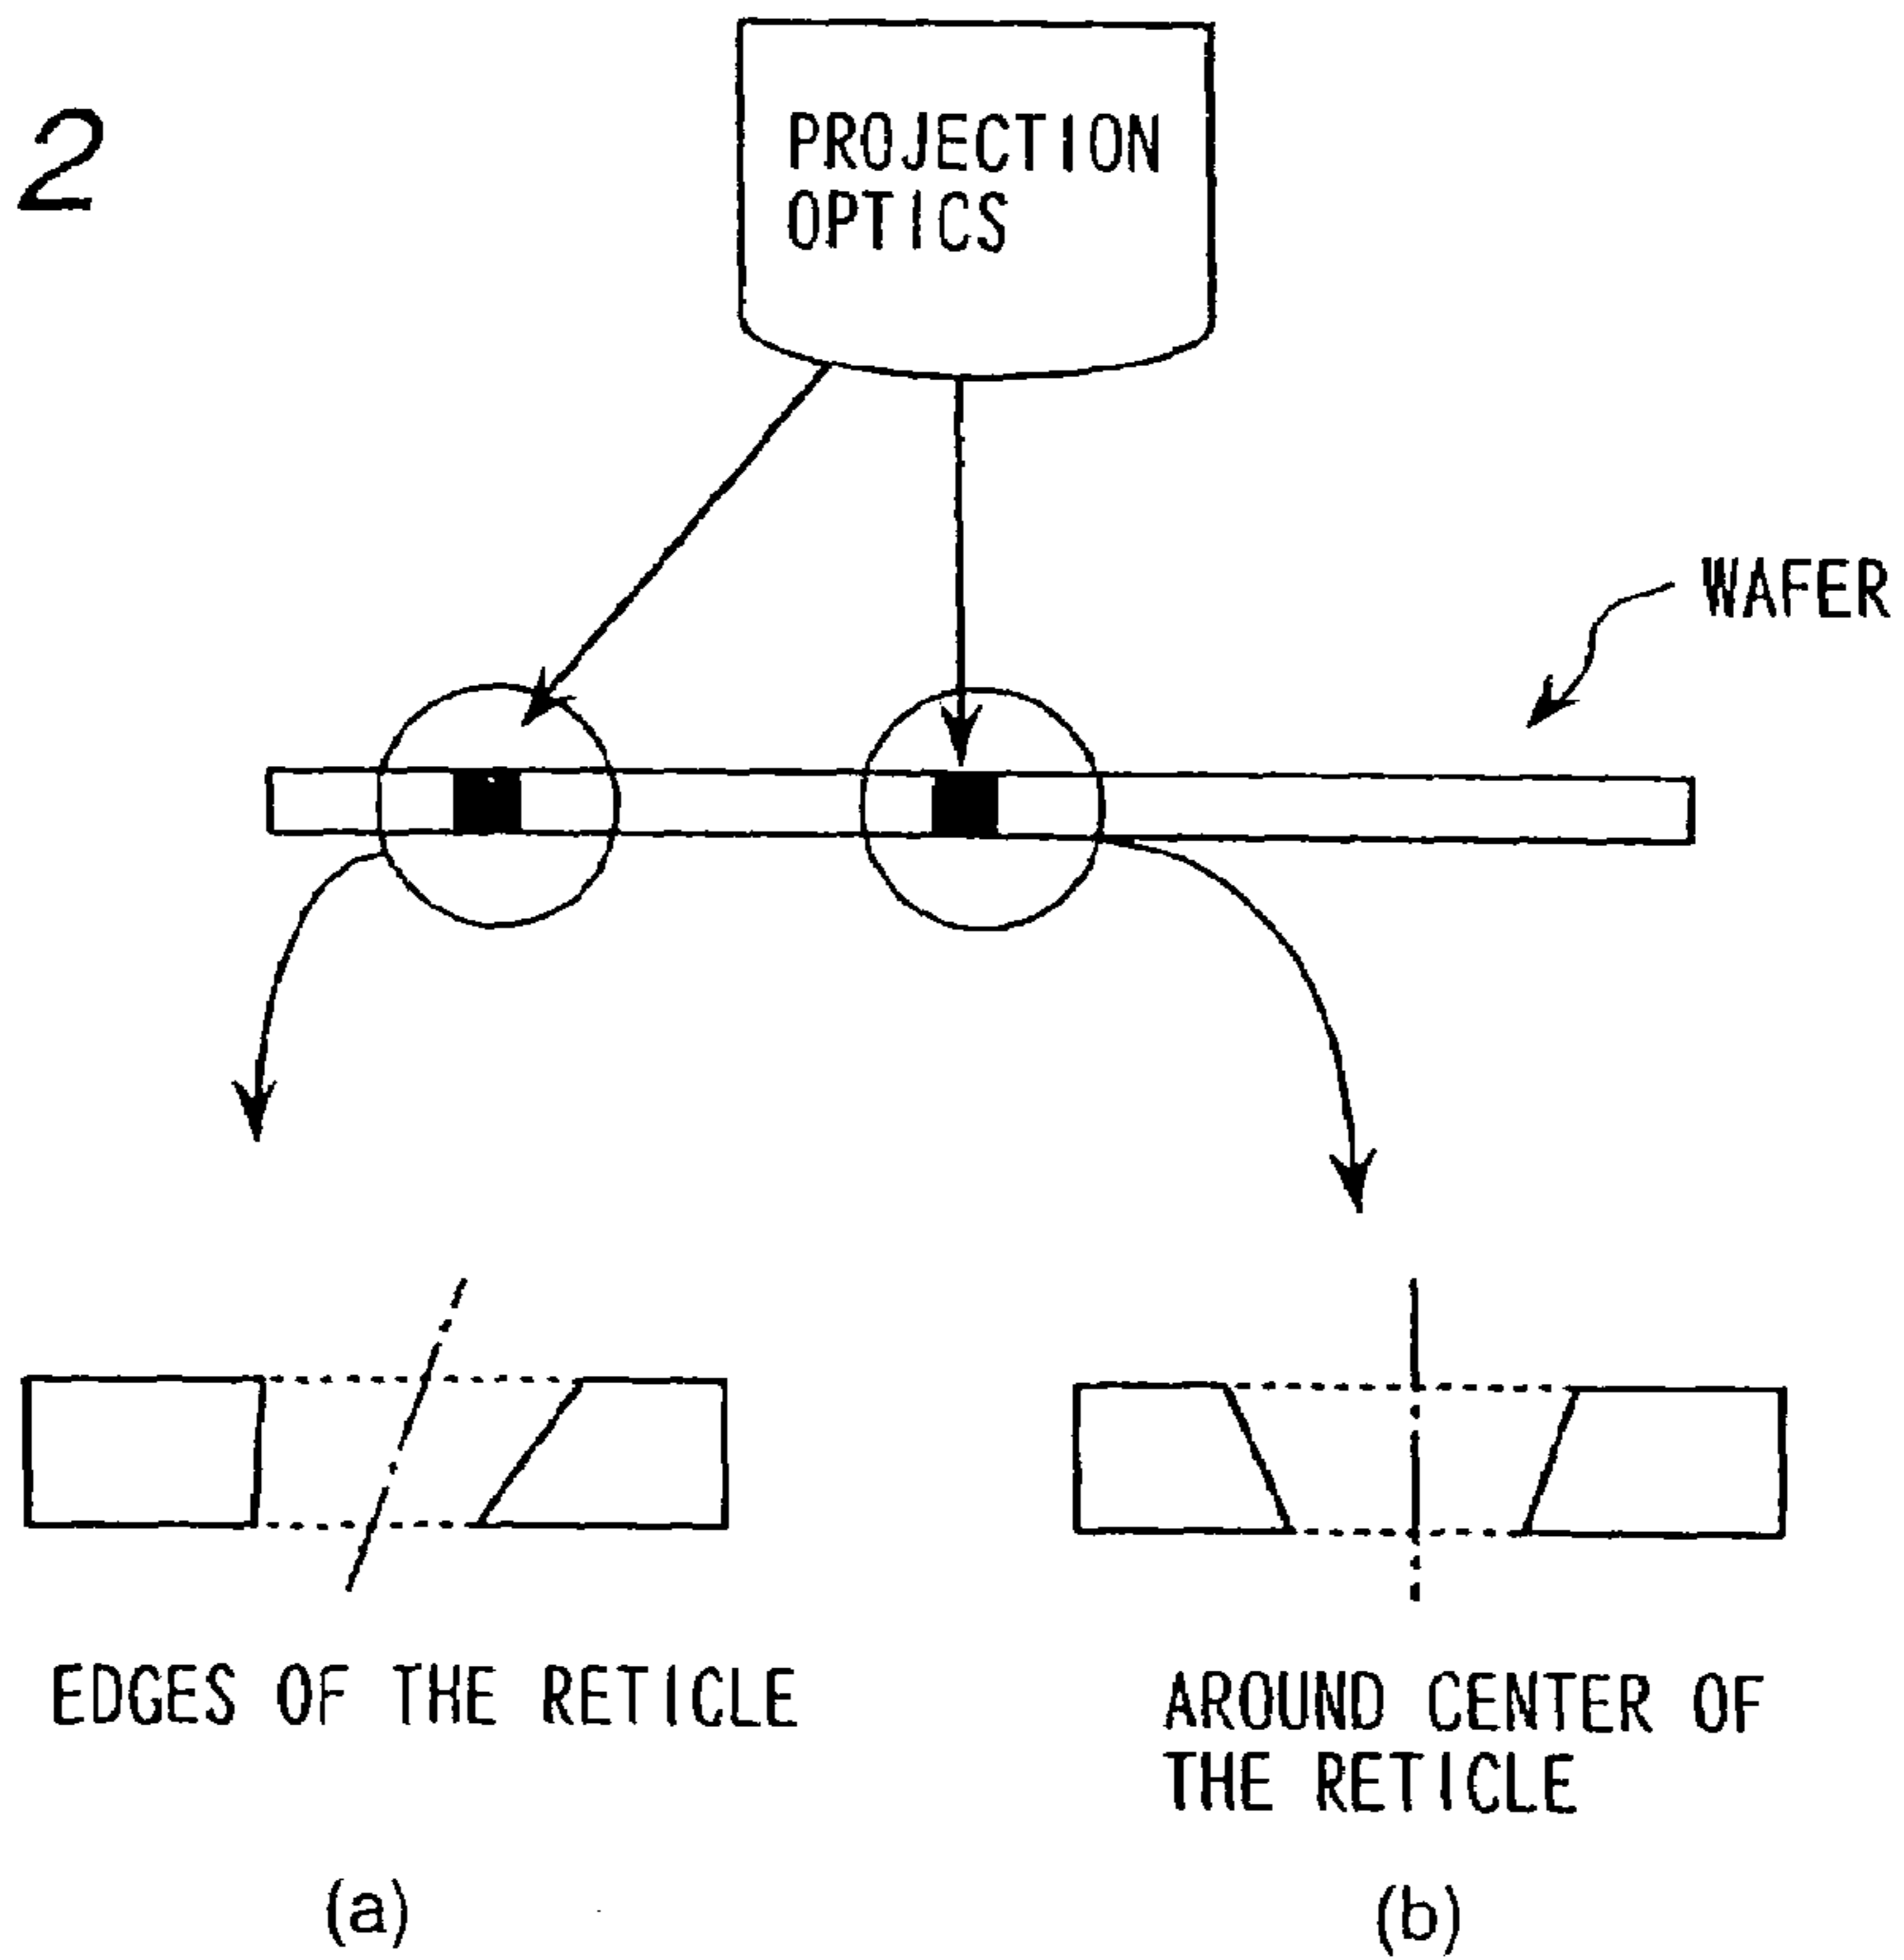 2
PROJECTION
OPTICS
WAFER
EDGES OF THE RETICLE
AROUND CENTER OF
THE RETICLE
(a)
(b)